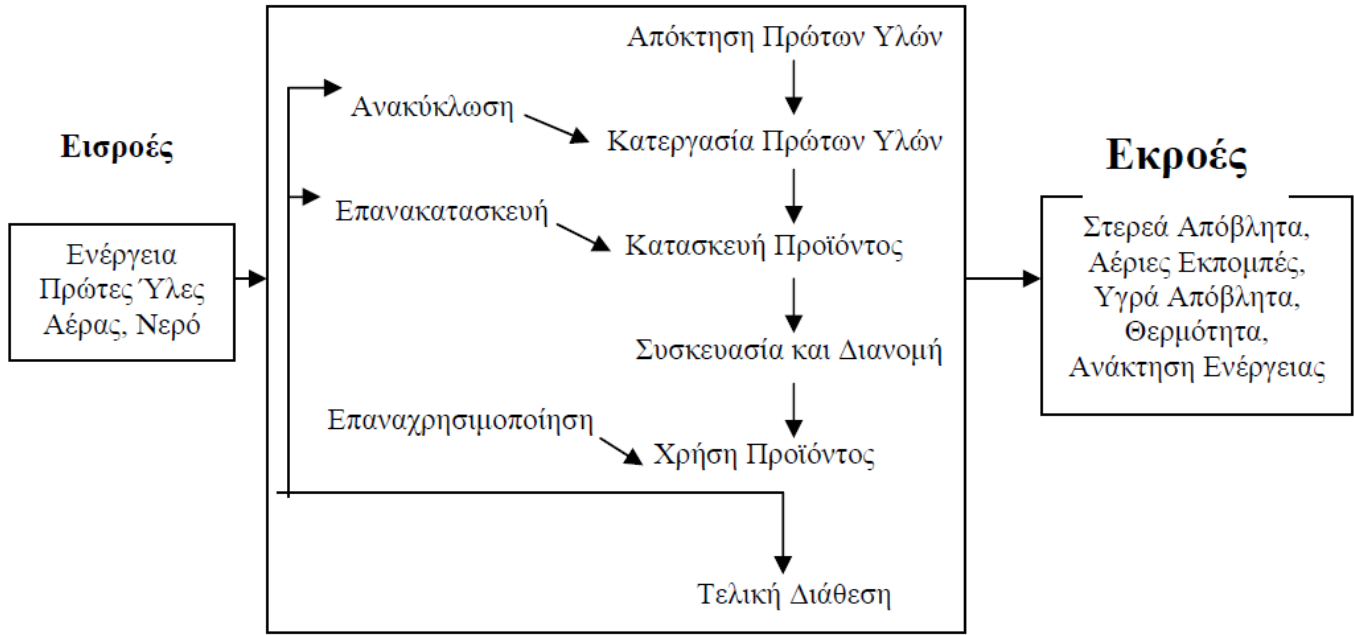 Εισροές
Ενέργεια
Πρώτες Ύλες
Αέρας, Νερό
Απόκτηση Πρώτων Υλών
Ανακύκλωση
Κατεργασία Πρώτων Υλών
Επανακατασκευή
Κατασκευή Προϊόντος
Συσκευασία και Διανομή
Επαναχρησιμοποίηση
Χρήση Προϊόντος
Τελική Διάθεση
Εκροές
Στερεά Απόβλητα,
Αέριες Εκπομπές,
Υγρά Απόβλητα,
Θερμότητα,
Ανάκτηση Ενέργειας